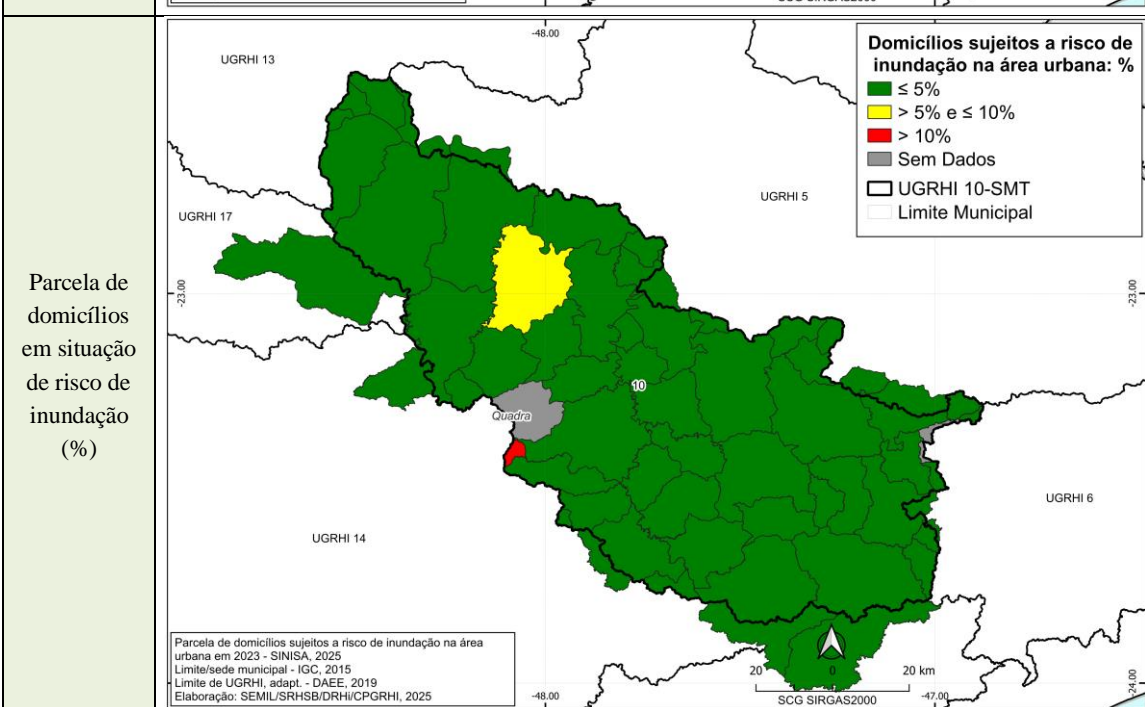 SCG SIRGAS2000
Parcela de
domicílios
em situação
de risco de
inundação
(%)
-48.00
UGRHI 13
Domicílios sujeitos a risco de
inundação na área urbana: %
≤ 5%
> 5% e ≤ 10%
> 10%
Sem Dados
UGRHI 10-SMT
Limite Municipal
UGRHI 5
UGRHI 17
-23.00
-23.00
10
Quadra
UGRHI 6
UGRHI 14
Parcela de domicílios sujeitos a risco de inundação na área
urbana em 2023 - SINISA, 2025
Limite/sede municipal - IGC, 2015
Limite de UGRHI, adapt. - DAEE, 2019
Elaboração: SEMIL/SRHSB/DRHi/CPGRHI, 2025
20 0 20 km
SCG SIRGAS2000
-48.00
-47.00
-24.00